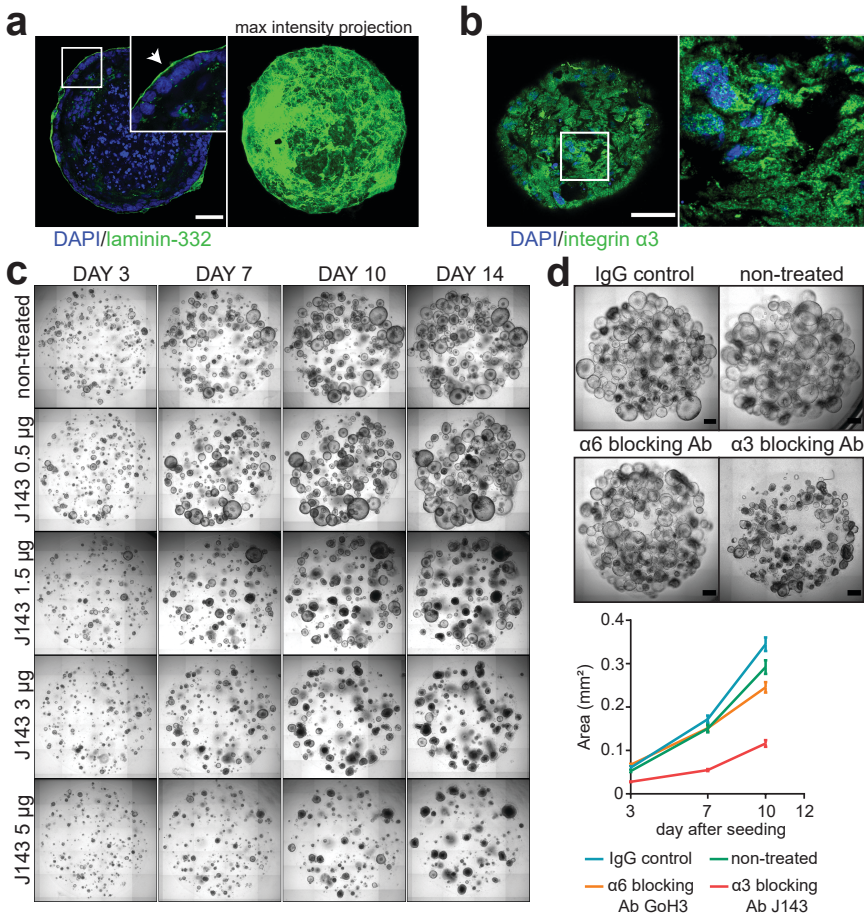 a
max intensity projection
DAPI/laminin-332
b
DAPI/integrin α3
c
DAY 3
DAY 7
DAY 10
DAY 14
non-treated
J143 0.5 µg
J143 1.5 µg
J143 3 µg
J143 5 µg
d
IgG control
non-treated
α6 blocking Ab
α3 blocking Ab
Area (mm²)
0.4
0.3
0.2
0.1
0
3
7
10
12
day after seeding
IgG control
non-treated
α6 blocking
Ab GoH3
α3 blocking
Ab J143